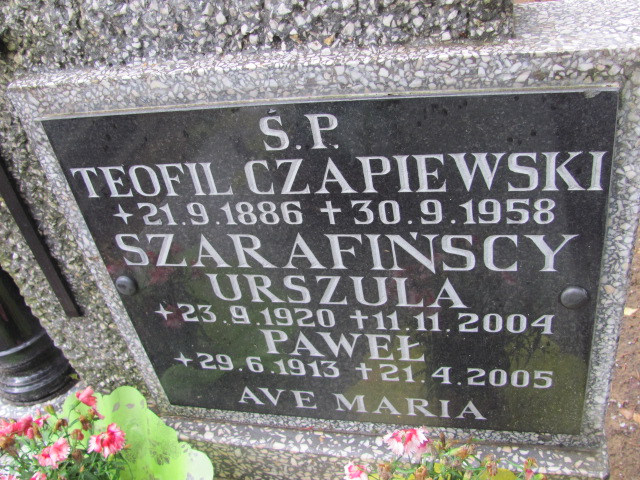 Ś.P.
TEOFIL CZAPIEWSKI
*21.9.1886 +30.9.1958
SZARAFIŃSCY
URSZULA
*23.9.1920 +11.11.2004
PAWEŁ
*29.6.1913 +21.4.2005
AVE MARIA